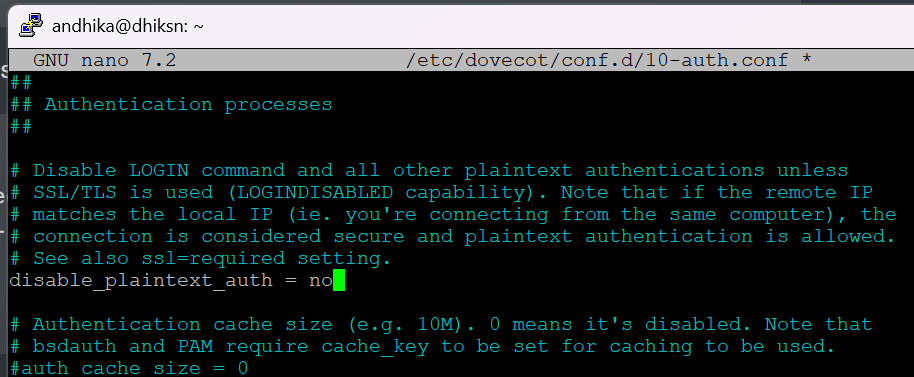 andhika@dhiksn: ~
GNU nano 7.2 /etc/dovecot/conf.d/10-auth.conf *
##
## Authentication processes
##
# Disable LOGIN command and all other plaintext authentications unless
# SSL/TLS is used (LOGINDISABLED capability). Note that if the remote IP
# matches the local IP (ie. you're connecting from the same computer), the
# connection is considered secure and plaintext authentication is allowed.
# See also ssl=required setting.
disable_plaintext_auth = no
# Authentication cache size (e.g. 10M). 0 means it's disabled. Note that
# bsdauth and PAM require cache_key to be set for caching to be used.
#auth_cache_size = 0